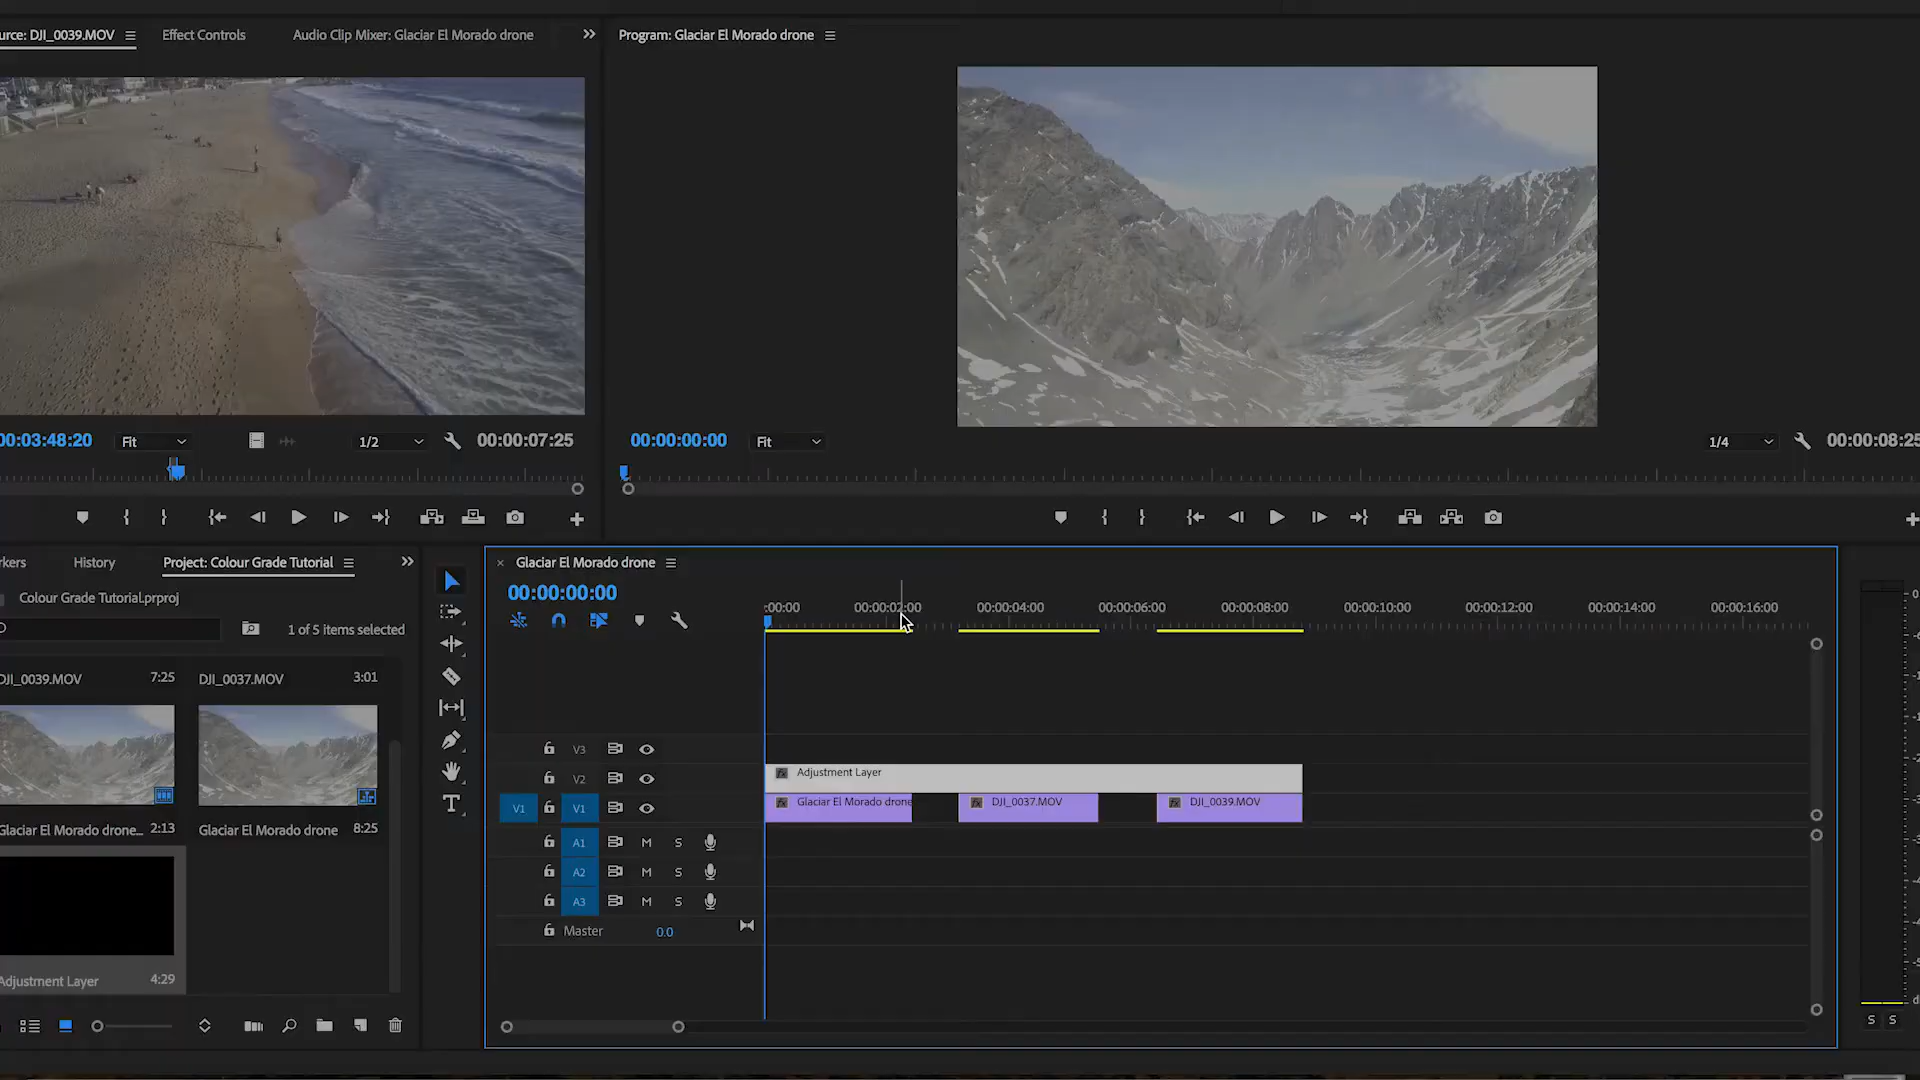 urce: DJI_0039.MOV
Effect Controls
Audio Clip Mixer: Glaciar El Morado drone
Program: Glaciar El Morado drone
00:03:48:20
Fit
1/2
00:00:07:25
00:00:00:00
Fit
1/4
00:00:08:25
rkers
History
Project: Colour Grade Tutorial
Colour Grade Tutorial.prproj
1 of 5 items selected
DJI_0039.MOV
7:25
DJI_0037.MOV
3:01
Glaciar El Morado drone...
2:13
Glaciar El Morado drone
8:25
Adjustment Layer
4:29
Glaciar El Morado drone
00:00:00:00
:00:00
00:00:02:00
00:00:04:00
00:00:06:00
00:00:08:00
00:00:10:00
00:00:12:00
00:00:14:00
00:00:16:00
V3
V2
Adjustment Layer
V1
V1
Glaciar El Morado drone
DJI_0037.MOV
DJI_0039.MOV
A1
M
S
A2
M
S
A3
M
S
Master
0.0
0
S
S